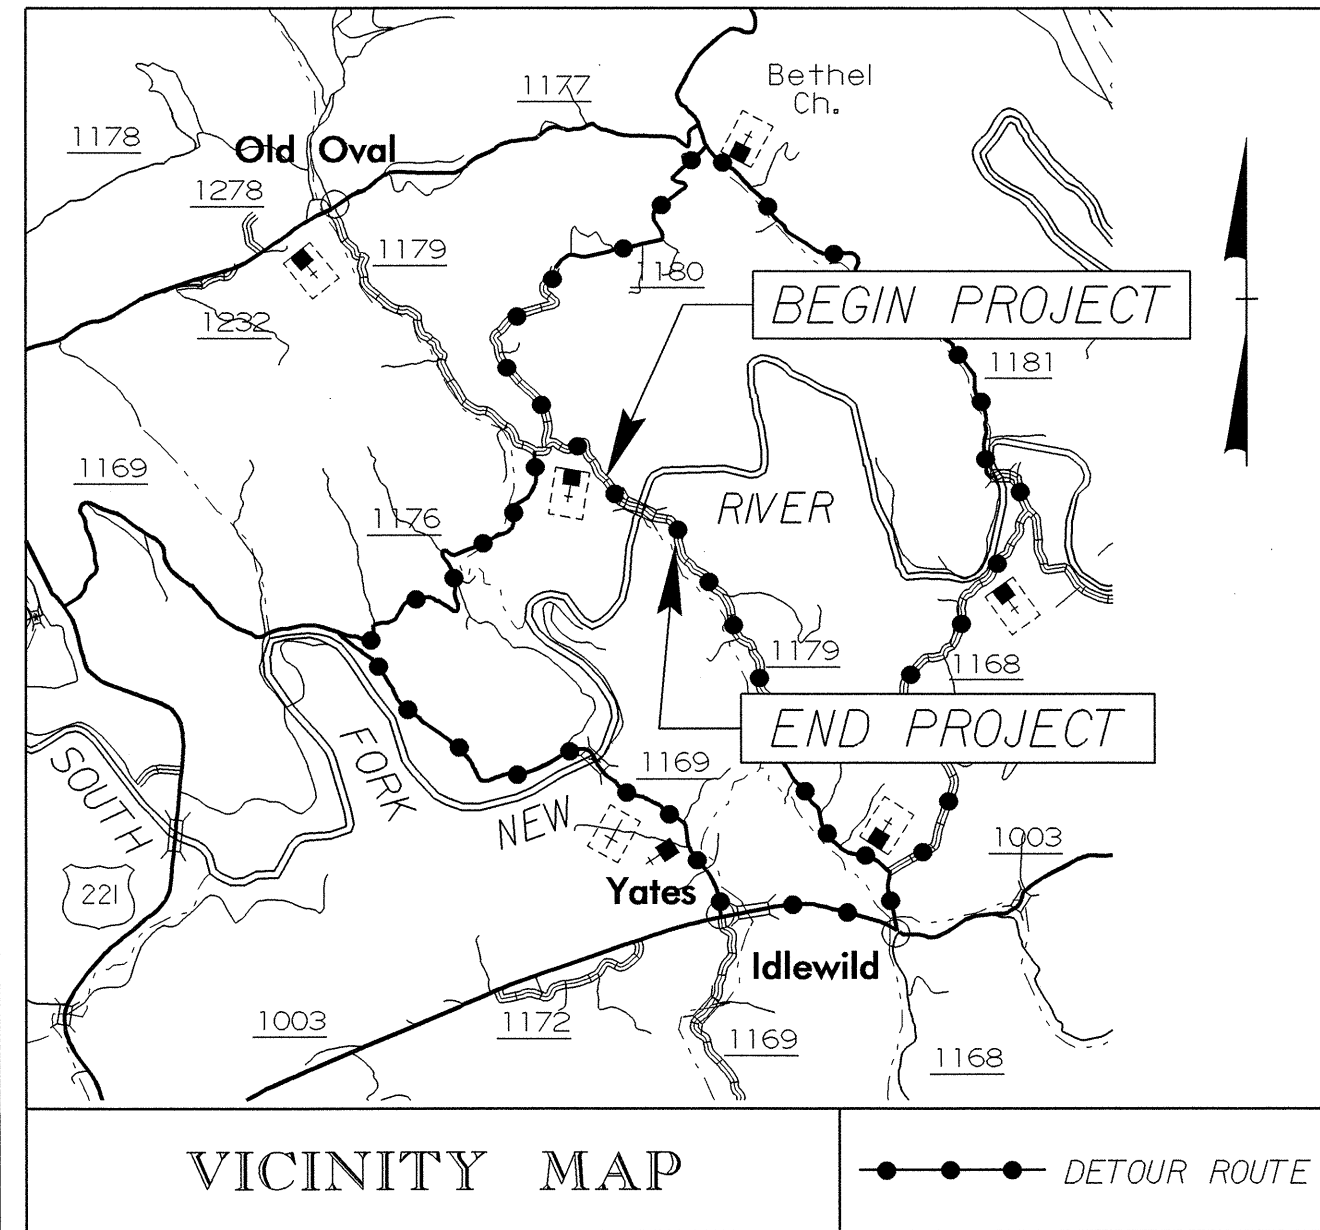 Bethel
Ch.
1177
1178
Old Oval
1278
1179
1180
1232
BEGIN PROJECT
1181
1169
RIVER
1176
1179
1168
END PROJECT
1169
SOUTH
FORK
NEW
1003
221
Yates
Idlewild
1003
1172
1169
1168
VICINITY MAP
DETOUR ROUTE